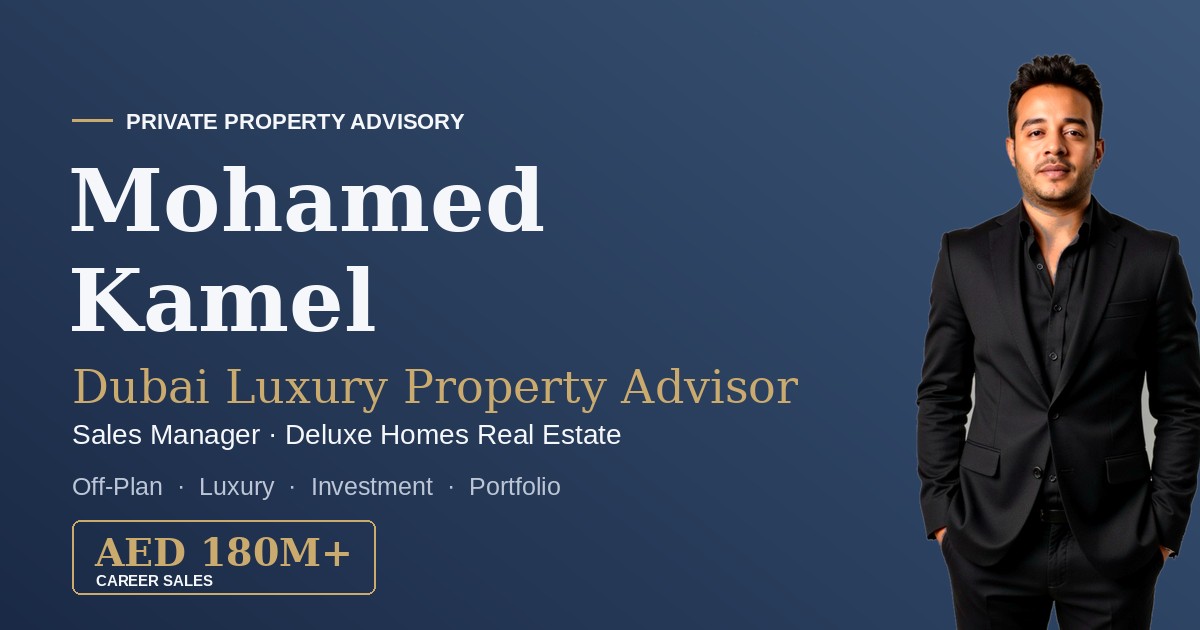 PRIVATE PROPERTY ADVISORY
Mohamed
Kamel
Dubai Luxury Property Advisor
Sales Manager · Deluxe Homes Real Estate
Off-Plan · Luxury · Investment · Portfolio
AED 180M+
CAREER SALES